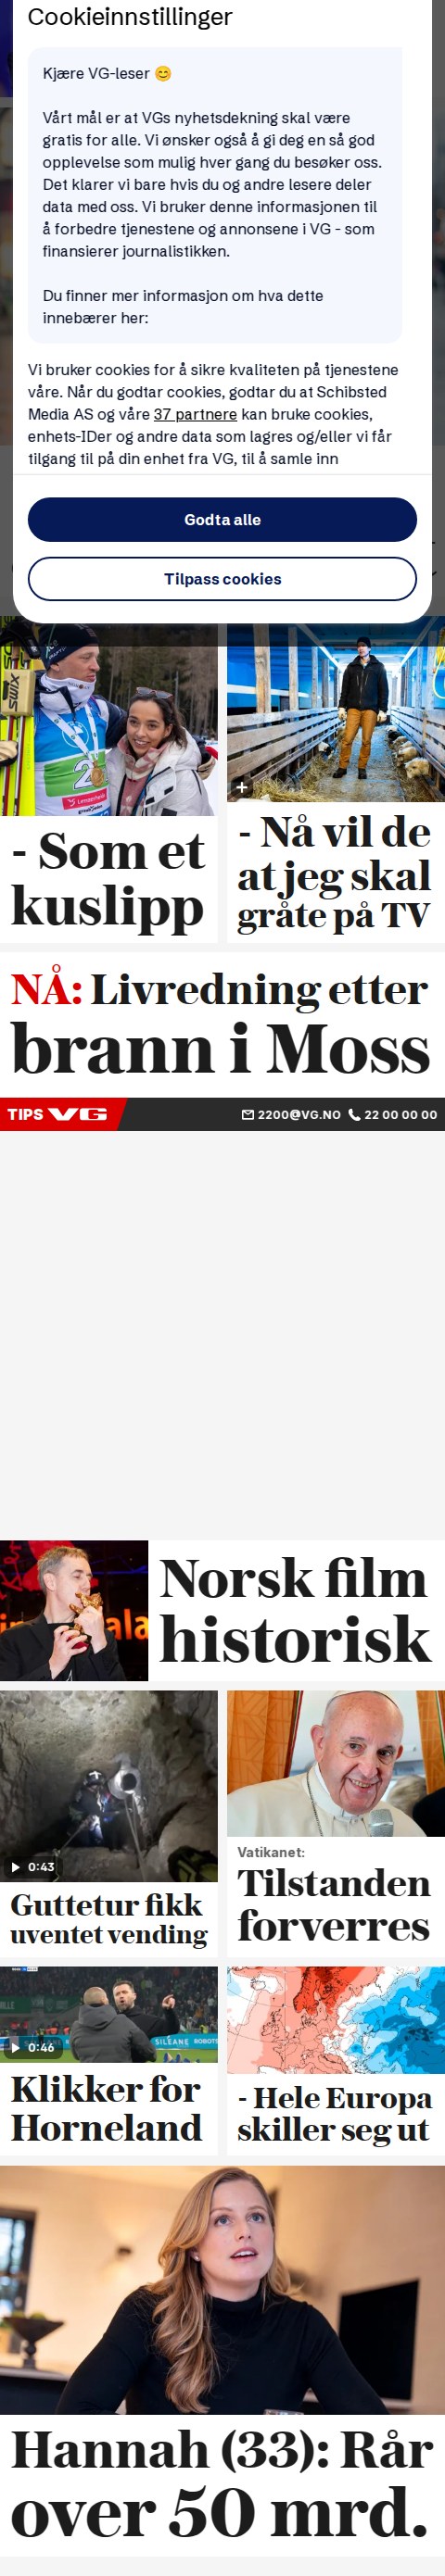 Cookieinnstillinger
Kjære VG-leser 😊
Vårt mål er at VGs nyhetsdekning skal være
gratis for alle. Vi ønsker også å gi deg en så god
opplevelse som mulig hver gang du besøker oss.
Det klarer vi bare hvis du og andre lesere deler
data med oss. Vi bruker denne informasjonen til
å forbedre tjenestene og annonsene i VG - som
finansierer journalistikken.
Du finner mer informasjon om hva dette
innebærer her:
Vi bruker cookies for å sikre kvaliteten på tjenestene
våre. Når du godtar cookies, godtar du at Schibsted
Media AS og våre 37 partnere kan bruke cookies,
enhets-IDer og andre data som lagres og/eller vi får
tilgang til på din enhet fra VG, til å samle inn
Godta alle
Tilpass cookies
- Som et
kuslipp
- Nå vil de
at jeg skal
gråte på TV
NÅ: Livredning etter
brann i Moss
TIPS VG 2200@VG.NO 22 00 00 00
Norsk film
historisk
0:43
Guttetur fikk
uventet vending
Vatikanet:
Tilstanden
forverres
0:46
Klikker for
Horneland
- Hele Europa
skiller seg ut
Hannah (33): Rår
over 50 mrd.